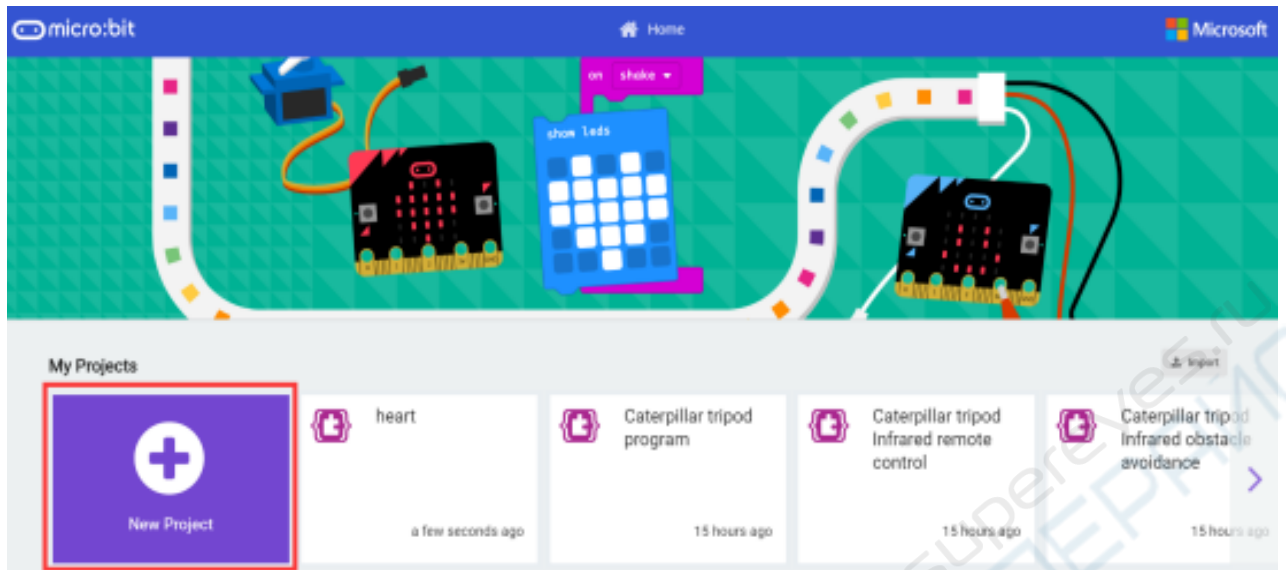 micro:bit
Home
Microsoft
on shake
show leds
My Projects
Import
New Project
heart
a few seconds ago
Caterpillar tripod
program
15 hours ago
Caterpillar tripod
Infrared remote
control
15 hours ago
Caterpillar tripod
Infrared obstacle
avoidance
15 hours ago